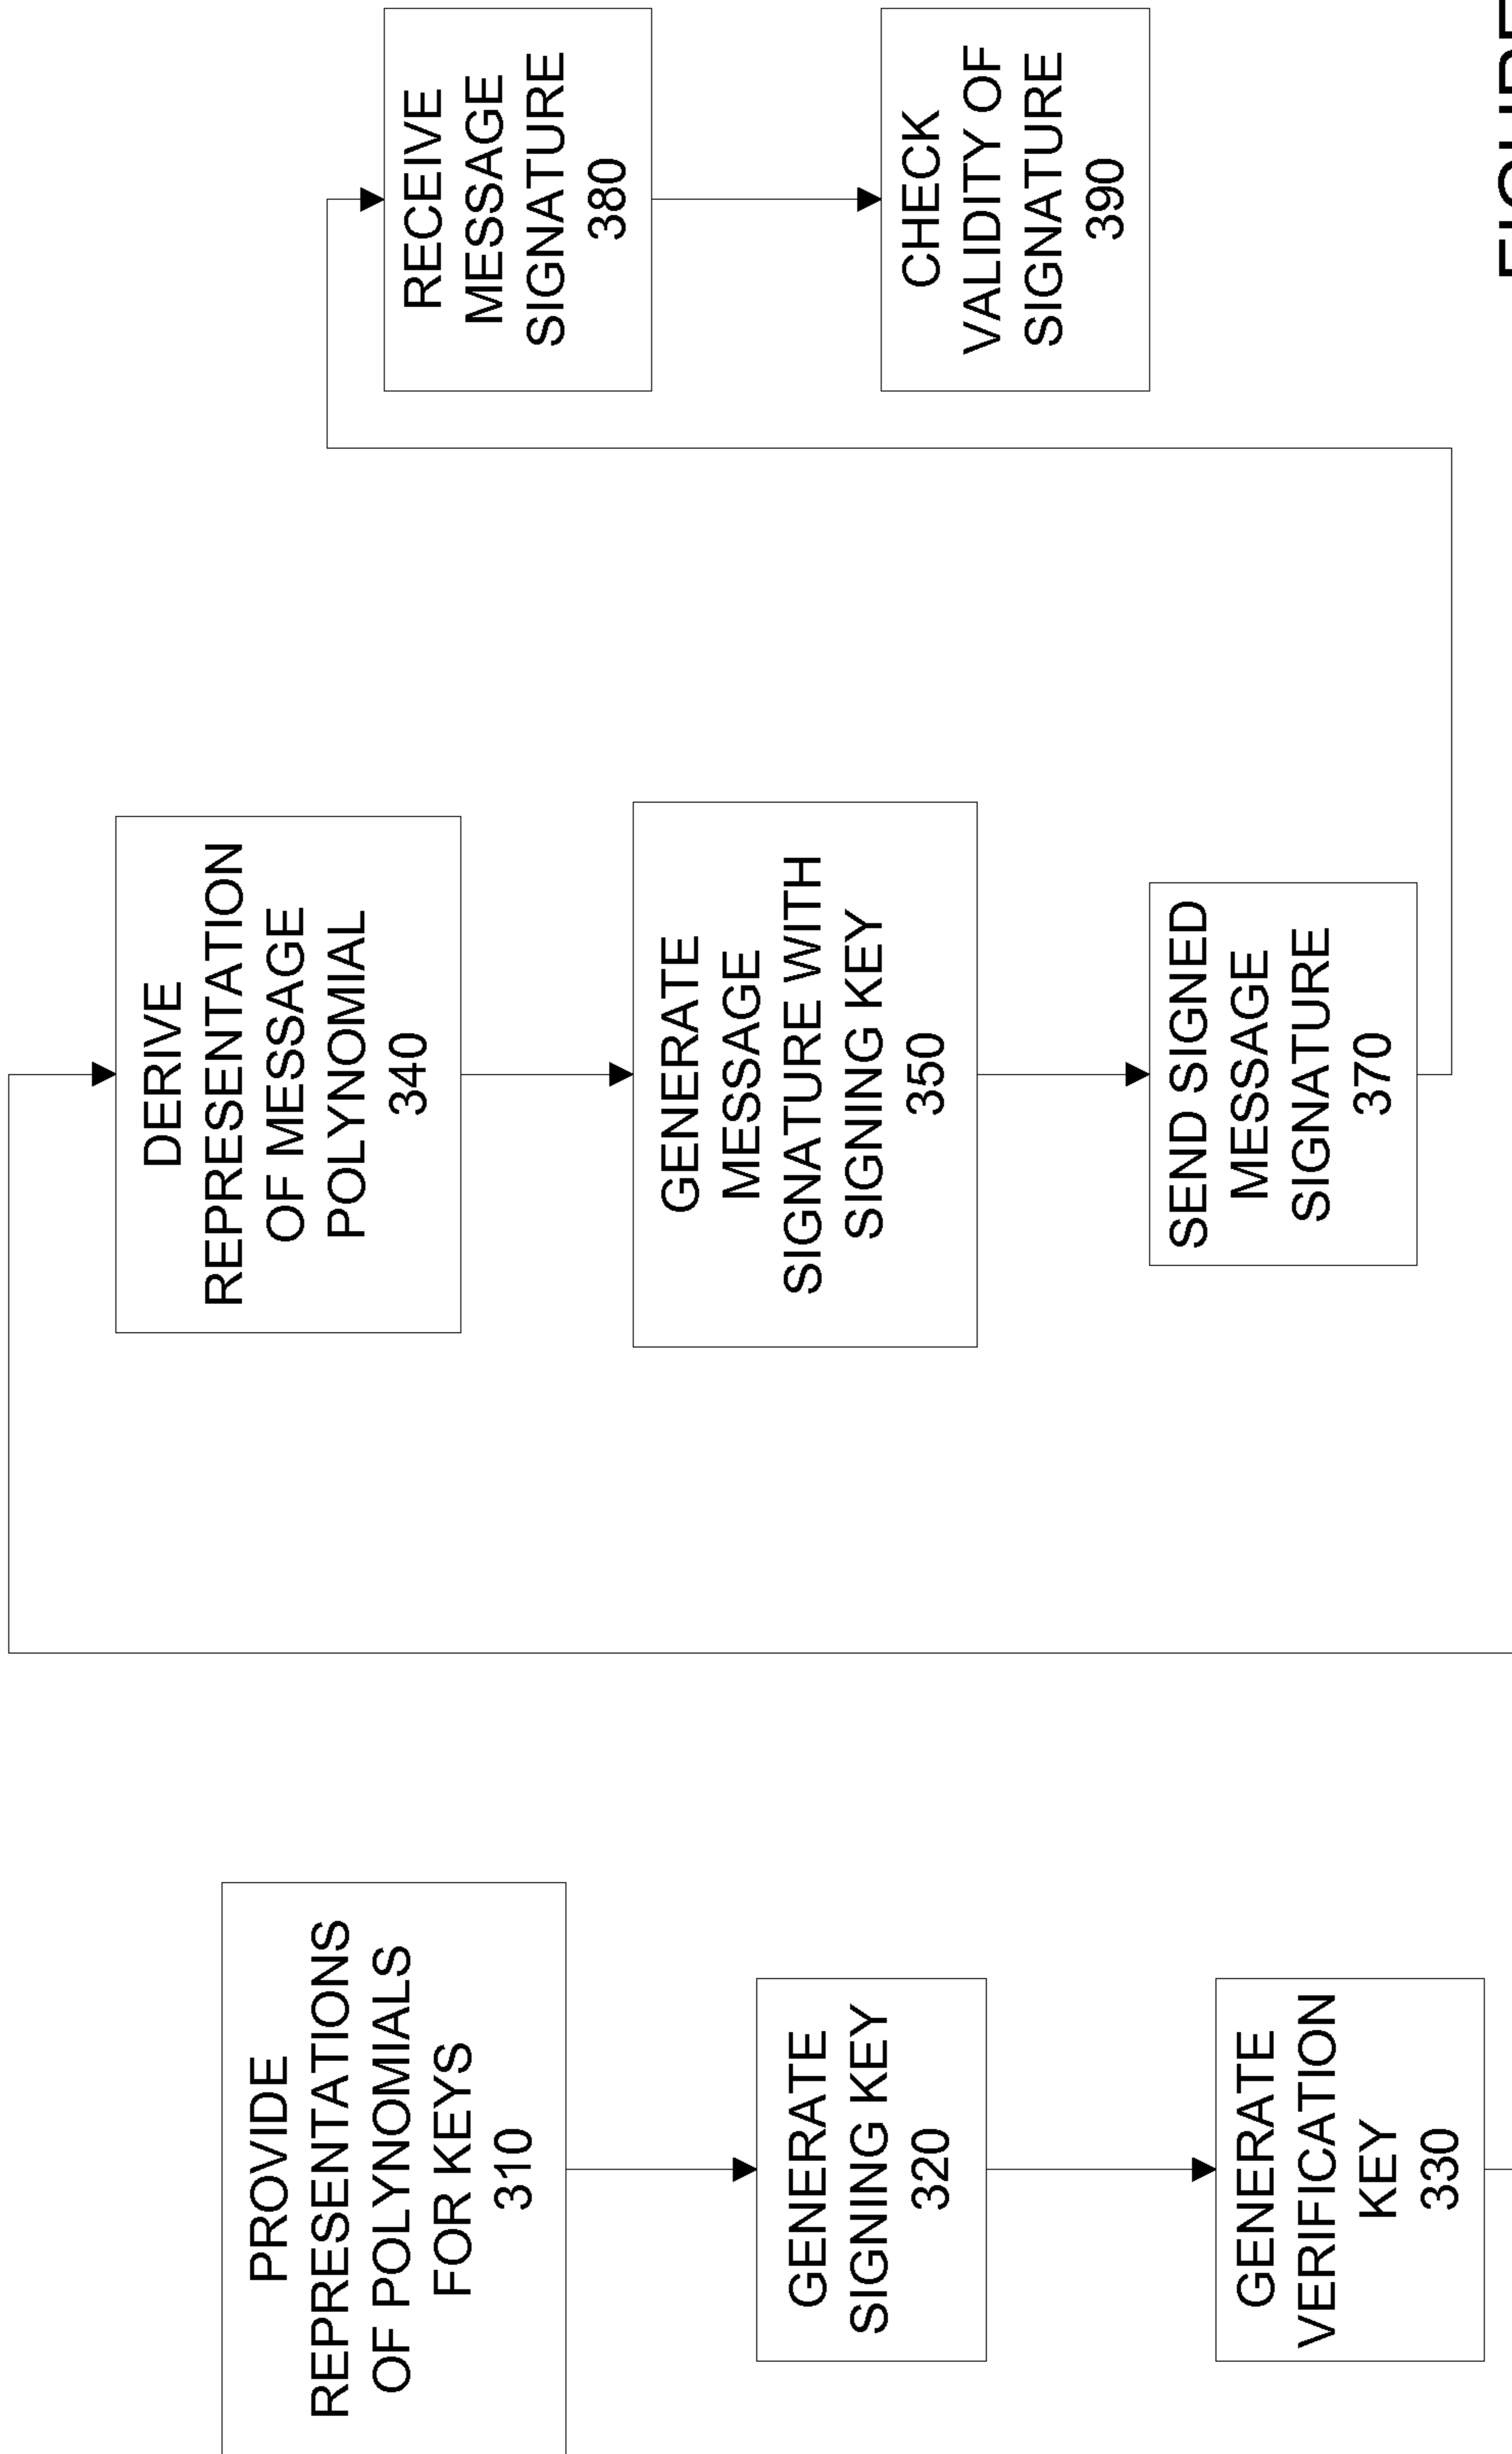 PROVIDE
REPRESENTATIONS
OF POLYNOMIALS
FOR KEYS
310
GENERATE
SIGNING KEY
320
GENERATE
VERIFICATION
KEY
330
DERIVE
REPRESENTATION
OF MESSAGE
POLYNOMIAL
340
GENERATE
MESSAGE
SIGNATURE WITH
SIGNING KEY
350
SEND SIGNED
MESSAGE
SIGNATURE
370
RECEIVE
MESSAGE
SIGNATURE
380
CHECK
VALIDITY OF
SIGNATURE
390